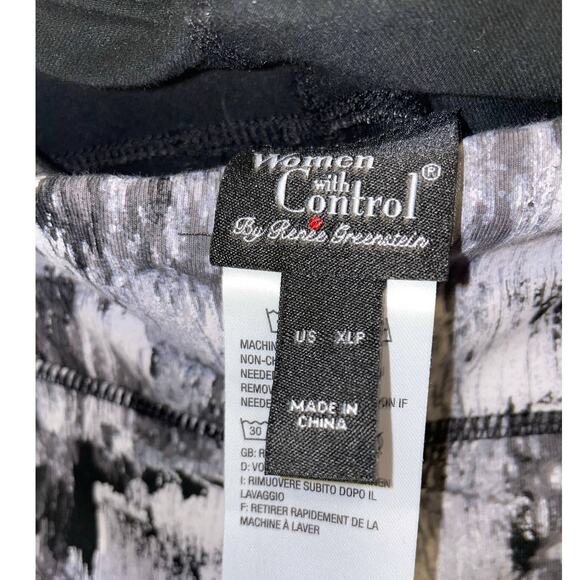 Women
with
Control®
By Renee Greenstein
US XLP
MADE IN
CHINA
MACHIN
NON-CH
NEEDE
REMOV
NEEDE ON IF
30
GB: R
D: VO
I: RIMUOVERE SUBITO DOPO IL
LAVAGGIO
F: RETIRER RAPIDEMENT DE LA
MACHINE À LAVER